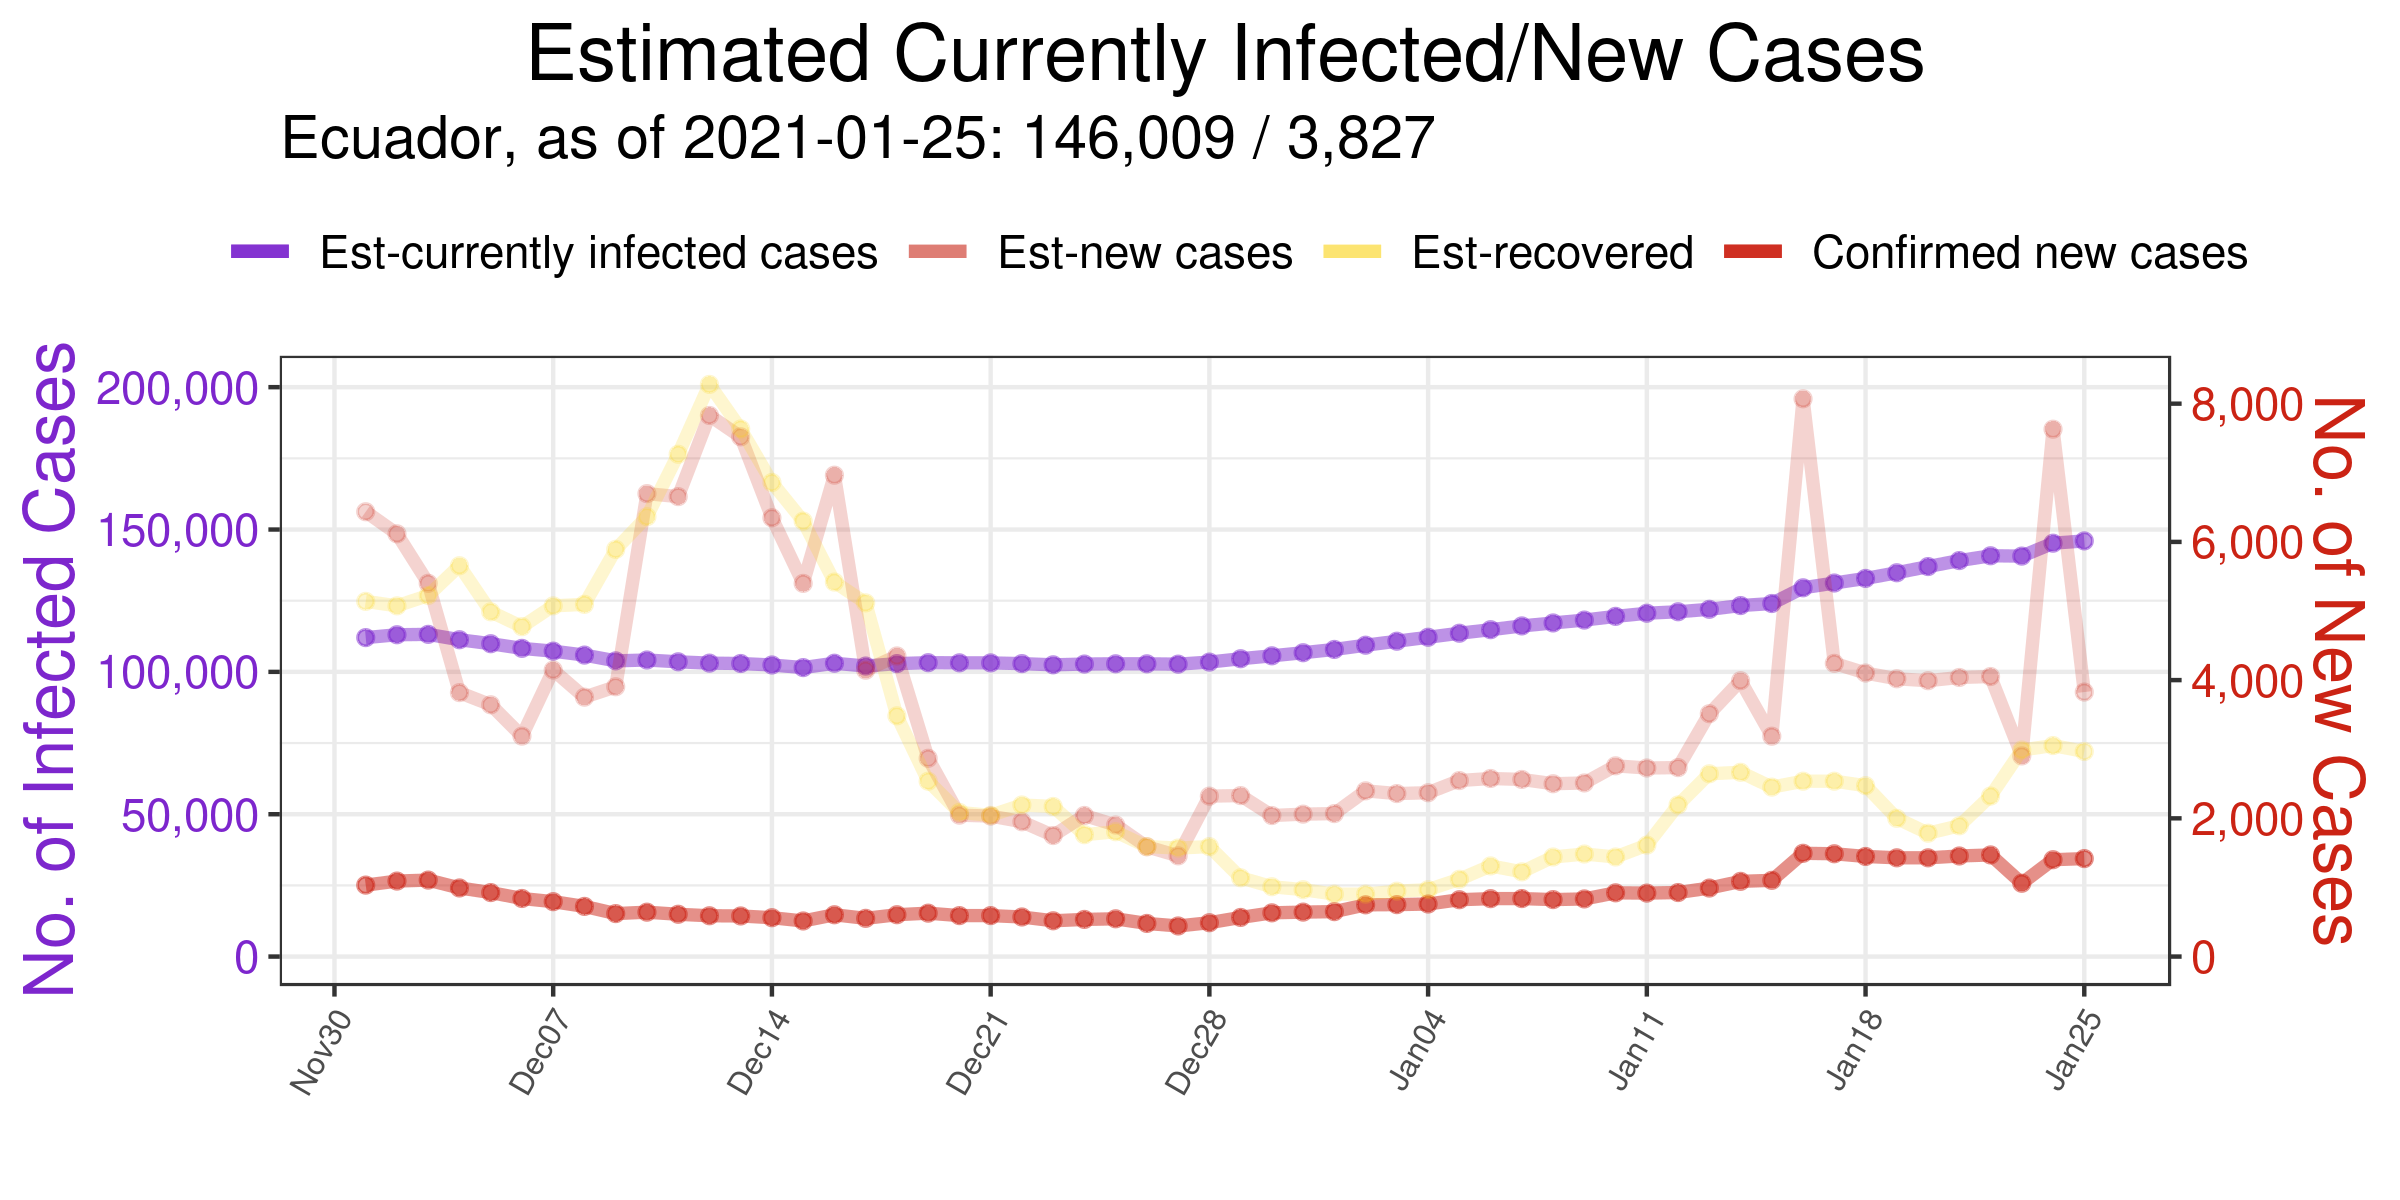 Estimated Currently Infected/New Cases
Ecuador, as of 2021-01-25: 146,009 / 3,827
Est-currently infected cases Est-new cases Est-recovered Confirmed new cases
No. of Infected Cases
200,000
150,000
100,000
50,000
0
8,000
6,000
4,000
2,000
0
No. of New Cases
Nov30 Dec07 Dec14 Dec21 Dec28 Jan04 Jan11 Jan18 Jan25